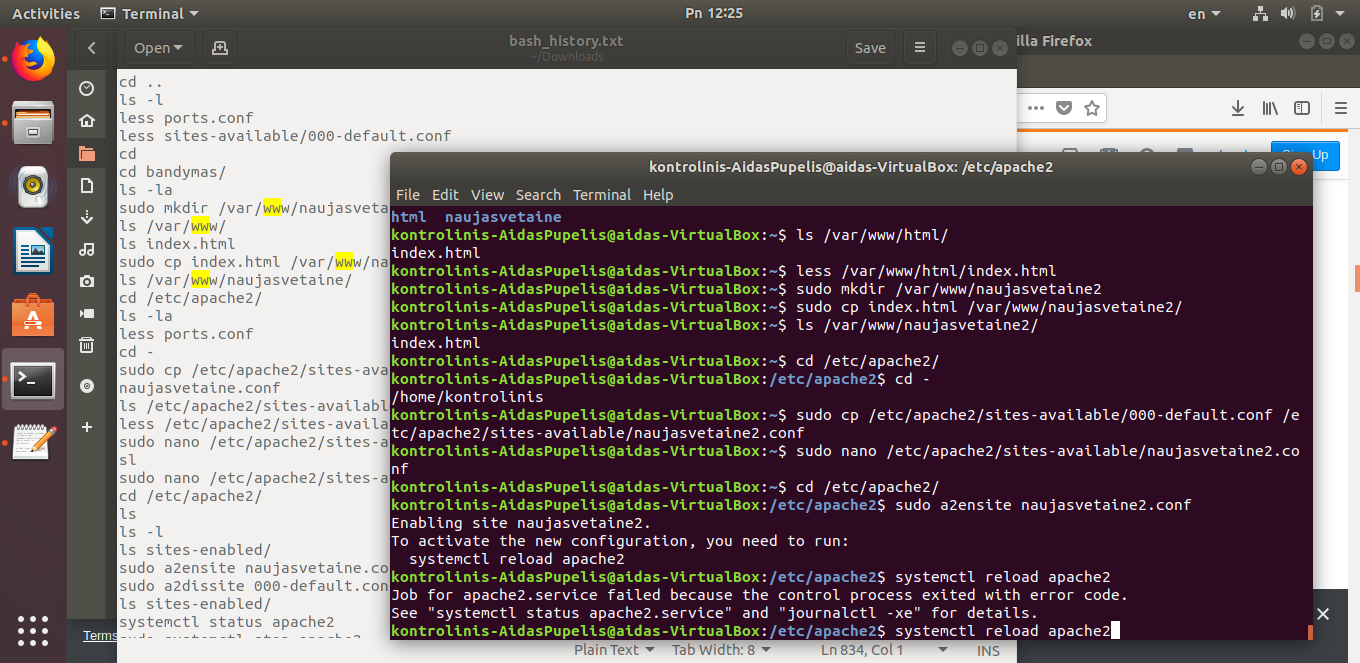 Activities Terminal Pn 12:25 en
Open bash_history.txt Save illa Firefox
~/Downloads
cd ..
ls -l
less ports.conf
less sites-available/000-default.conf
cd
cd bandymas/
ls -la
sudo mkdir /var/www/naujasveta
ls /var/www/
ls index.html
sudo cp index.html /var/www/na
ls /var/www/naujasvetaine/
cd /etc/apache2/
ls -la
less ports.conf
cd -
sudo cp /etc/apache2/sites-ava
naujasvetaine.conf
ls /etc/apache2/sites-availabl
less /etc/apache2/sites-availa
sudo nano /etc/apache2/sites-a
sl
sudo nano /etc/apache2/sites-a
cd /etc/apache2/
ls
ls -l
ls sites-enabled/
sudo a2ensite naujasvetaine.co
sudo a2dissite 000-default.con
ls sites-enabled/
systemctl status apache2
sudo systemctl stop apache2
Terms
Plain Text Tab Width: 8 Ln 834, Col 1 INS
Up
kontrolinis-AidasPupelis@aidas-VirtualBox: /etc/apache2
File Edit View Search Terminal Help
html naujasvetaine
kontrolinis-AidasPupelis@aidas-VirtualBox:~$ ls /var/www/html/
index.html
kontrolinis-AidasPupelis@aidas-VirtualBox:~$ less /var/www/html/index.html
kontrolinis-AidasPupelis@aidas-VirtualBox:~$ sudo mkdir /var/www/naujasvetaine2
kontrolinis-AidasPupelis@aidas-VirtualBox:~$ sudo cp index.html /var/www/naujasvetaine2/
kontrolinis-AidasPupelis@aidas-VirtualBox:~$ ls /var/www/naujasvetaine2/
index.html
kontrolinis-AidasPupelis@aidas-VirtualBox:~$ cd /etc/apache2/
kontrolinis-AidasPupelis@aidas-VirtualBox:/etc/apache2$ cd -
/home/kontrolinis
kontrolinis-AidasPupelis@aidas-VirtualBox:~$ sudo cp /etc/apache2/sites-available/000-default.conf /e
tc/apache2/sites-available/naujasvetaine2.conf
kontrolinis-AidasPupelis@aidas-VirtualBox:~$ sudo nano /etc/apache2/sites-available/naujasvetaine2.co
nf
kontrolinis-AidasPupelis@aidas-VirtualBox:~$ cd /etc/apache2/
kontrolinis-AidasPupelis@aidas-VirtualBox:/etc/apache2$ sudo a2ensite naujasvetaine2.conf
Enabling site naujasvetaine2.
To activate the new configuration, you need to run:
  systemctl reload apache2
kontrolinis-AidasPupelis@aidas-VirtualBox:/etc/apache2$ systemctl reload apache2
Job for apache2.service failed because the control process exited with error code.
See "systemctl status apache2.service" and "journalctl -xe" for details.
kontrolinis-AidasPupelis@aidas-VirtualBox:/etc/apache2$ systemctl reload apache2